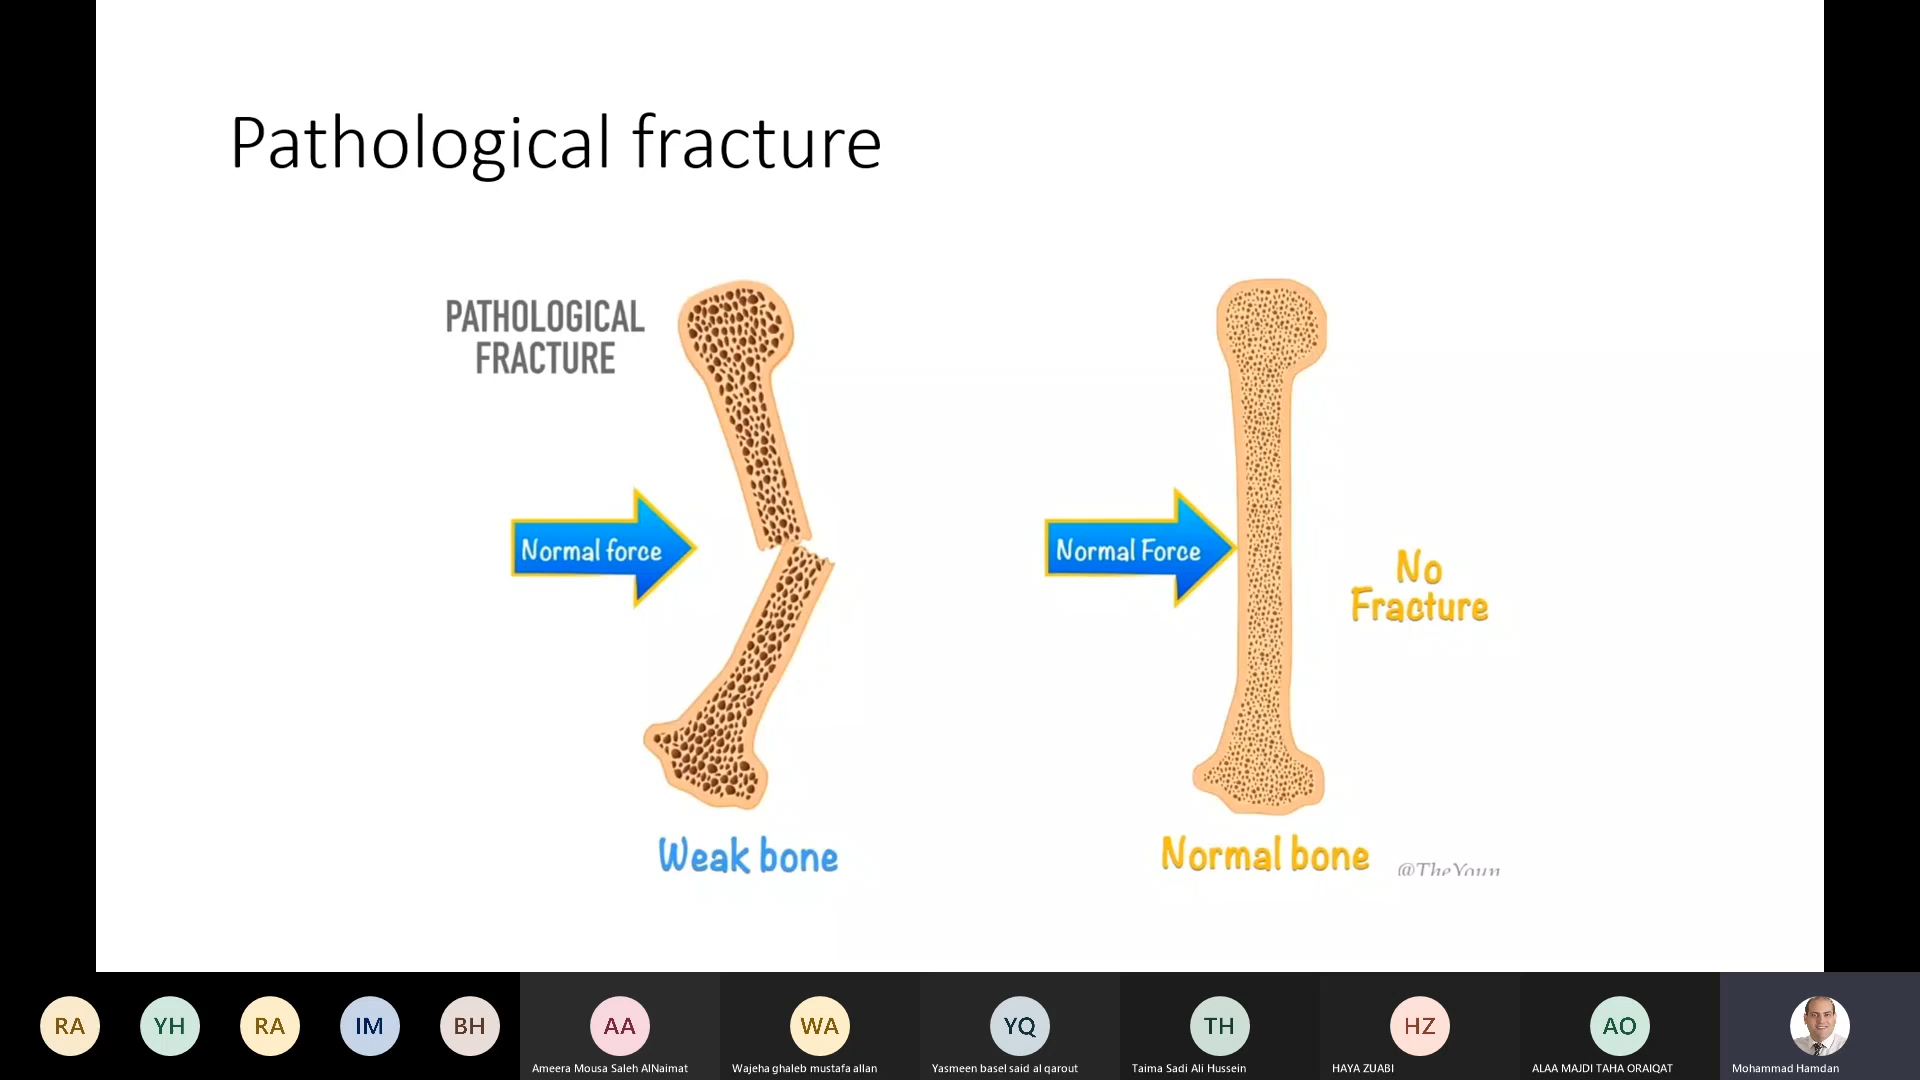 Pathological fracture
PATHOLOGICAL
FRACTURE
Normal force
Weak bone
Normal Force
No
Fracture
Normal bone
@TheYoun
RA
YH
RA
IM
BH
AA
Ameera Mousa Saleh AlNaimat
WA
Wajeha ghaleb mustafa allan
YQ
Yasmeen basel said al qarout
TH
Taima Sadi Ali Hussein
HZ
HAYA ZUABI
AO
ALAA MAJDI TAHA ORAIQAT
Mohammad Hamdan